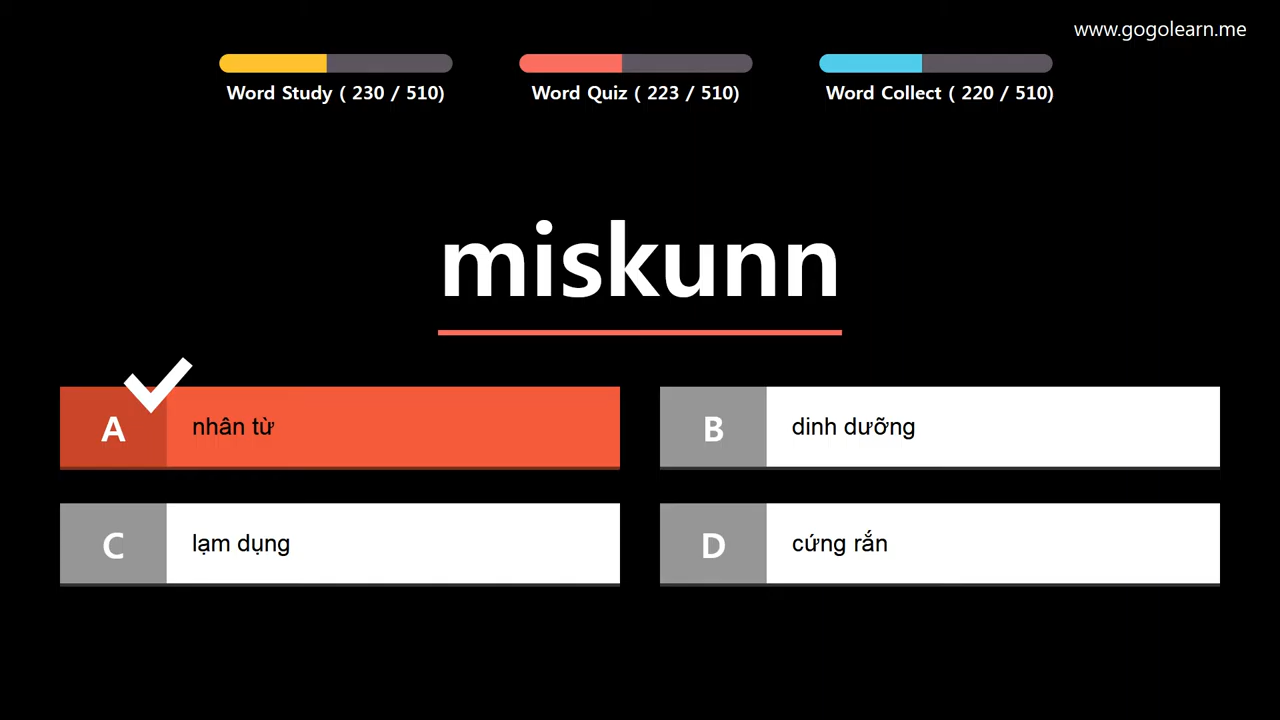 www.gogolearn.me
Word Study ( 230 / 510)
Word Quiz ( 223 / 510)
Word Collect ( 220 / 510)
miskunn
A nhân từ
B dinh dưỡng
C lạm dụng
D cứng rắn